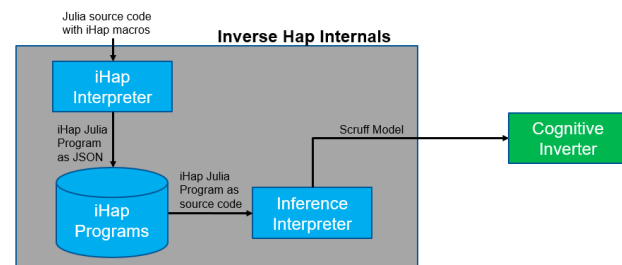 Julia source code
with iHap macros
Inverse Hap Internals
iHap
Interpreter
iHap Julia
Program
as JSON
iHap
Programs
iHap Julia
Program as
source code
Inference
Interpreter
Scruff Model
Cognitive
Inverter